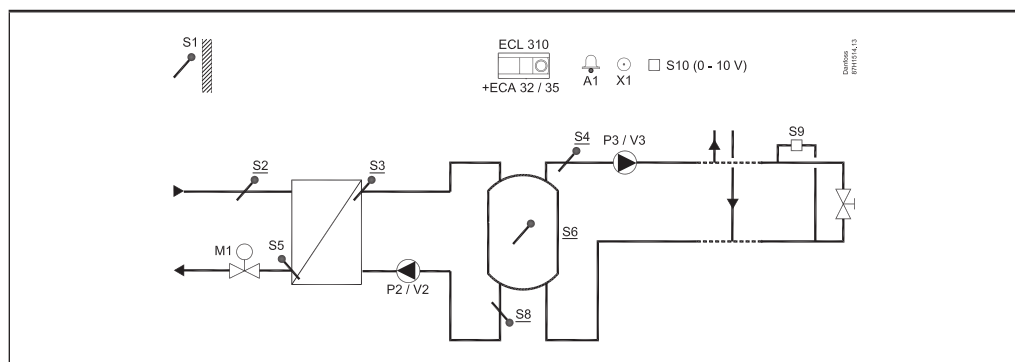 S1
ECL 310
+ECA 32 / 35
A1
X1
S10 (0 - 10 V)
Danfoss
87H1514,13
S2
S3
S4
P3 / V3
S9
S6
M1
S5
P2 / V2
S8